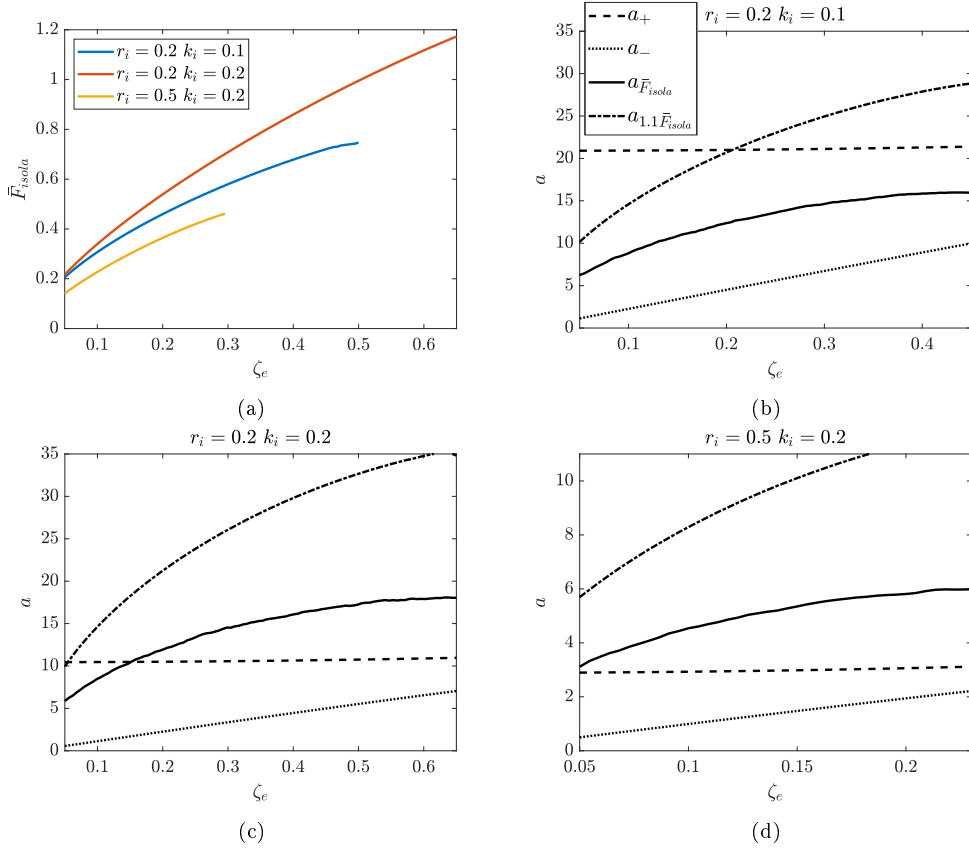 1.2
1
0.8
0.6
0.4
0.2
0
F̄_isola
r_i = 0.2 k_i = 0.1
r_i = 0.2 k_i = 0.2
r_i = 0.5 k_i = 0.2
0.1 0.2 0.3 0.4 0.5 0.6
ζ_e
(a)
r_i = 0.2 k_i = 0.1
a_+
a_−
a_F̄_isola
a_1.1F̄_isola
35
30
25
20
15
10
5
0
a
0.1 0.2 0.3 0.4
ζ_e
(b)
r_i = 0.2 k_i = 0.2
35
30
25
20
15
10
5
0
a
0.1 0.2 0.3 0.4 0.5 0.6
ζ_e
(c)
r_i = 0.5 k_i = 0.2
10
8
6
4
2
0
a
0.05 0.1 0.15 0.2
ζ_e
(d)